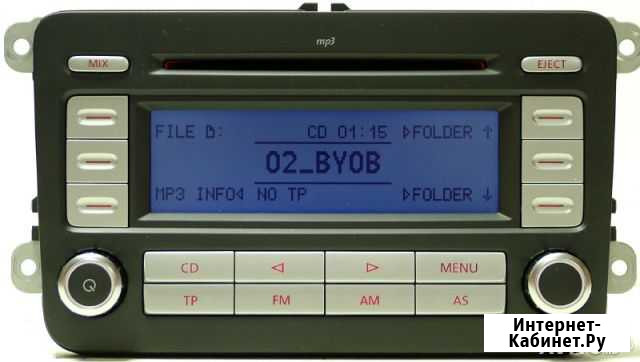 mp3
MIX
EJECT
FILE D: CD 01:15 ▷FOLDER ↑
02_BYOB
MP3 INFO◁ NO TP ▷FOLDER ↓
CD ◁ ▷ MENU
TP FM AM AS
Интернет-
Кабинет.Ру